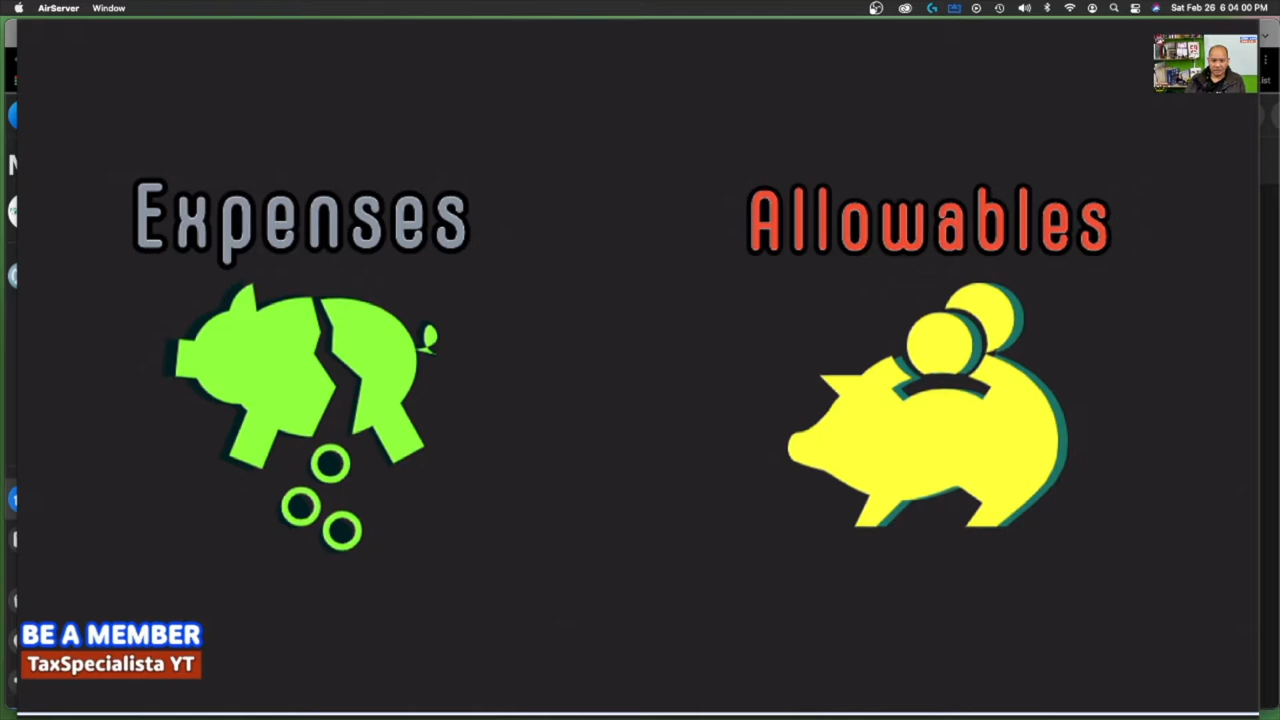 AirServer Window Sat Feb 26 6 04 00 PM
Expenses
Allowables
BE A MEMBER
TaxSpecialista YT